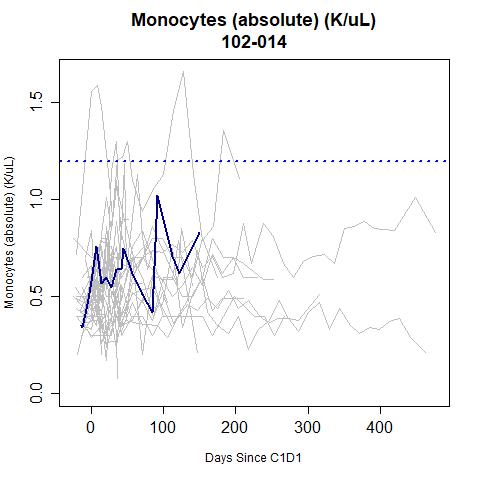 Monocytes (absolute) (K/uL)
102-014
Monocytes (absolute) (K/uL)
1.5
1.0
0.5
0.0
0 100 200 300 400
Days Since C1D1